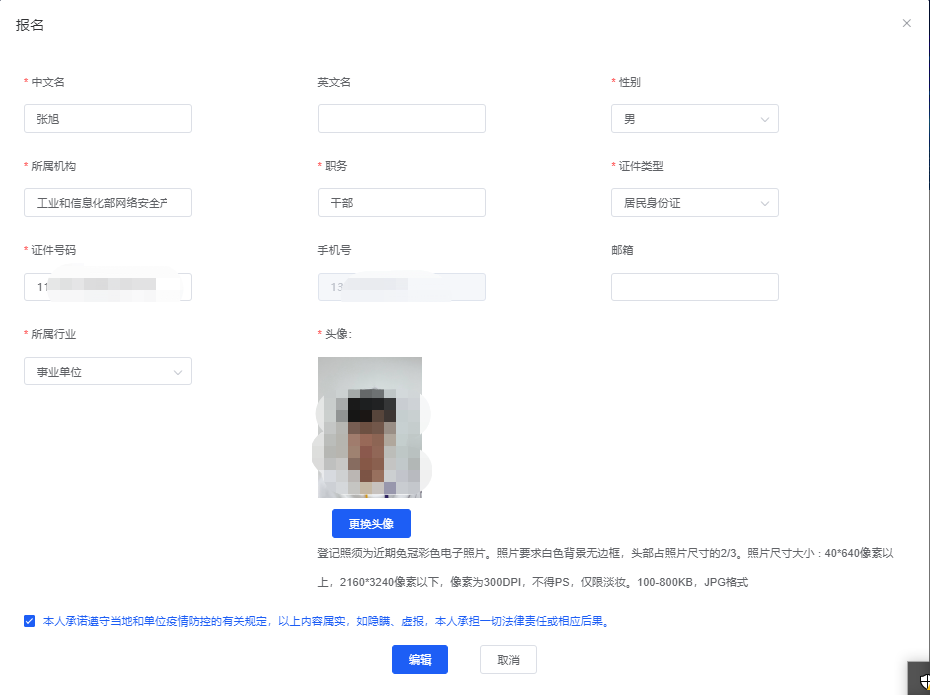 报名
* 中文名
英文名
* 性别
张旭
男
* 所属机构
* 职务
* 证件类型
工业和信息化部网络安全产
干部
居民身份证
* 证件号码
手机号
邮箱
11
13
* 所属行业
* 头像：
事业单位
更换头像
登记照须为近期免冠彩色电子照片。照片要求白色背景无边框，头部占照片尺寸的2/3。照片尺寸大小：40*640像素以
上，2160*3240像素以下，像素为300DPI，不得PS，仅限淡妆。100-800KB，JPG格式
本人承诺遵守当地和单位疫情防控的有关规定，以上内容属实，如隐瞒、虚报，本人承担一切法律责任或相应后果。
编辑
取消